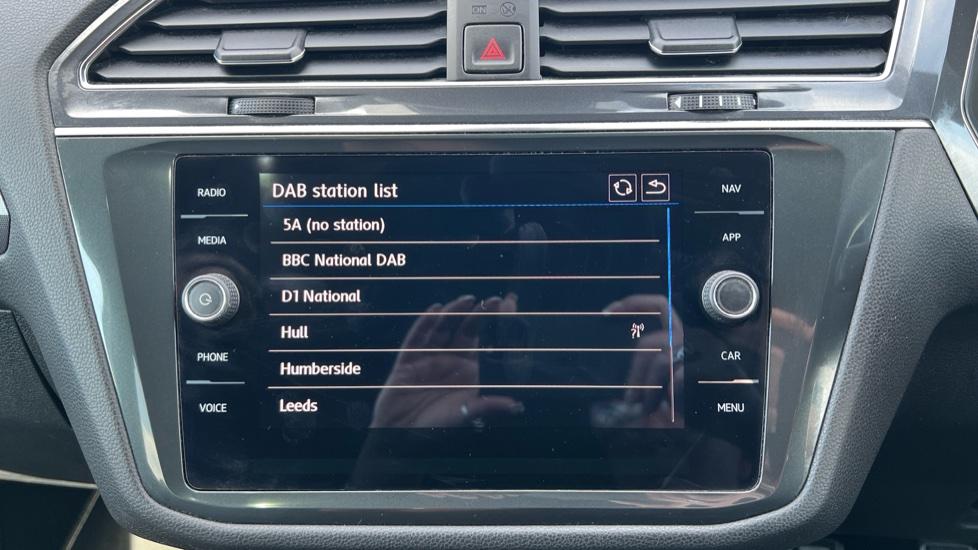 ON
RADIO
DAB station list
NAV
5A (no station)
MEDIA
APP
BBC National DAB
D1 National
Hull
PHONE
CAR
Humberside
VOICE
Leeds
MENU